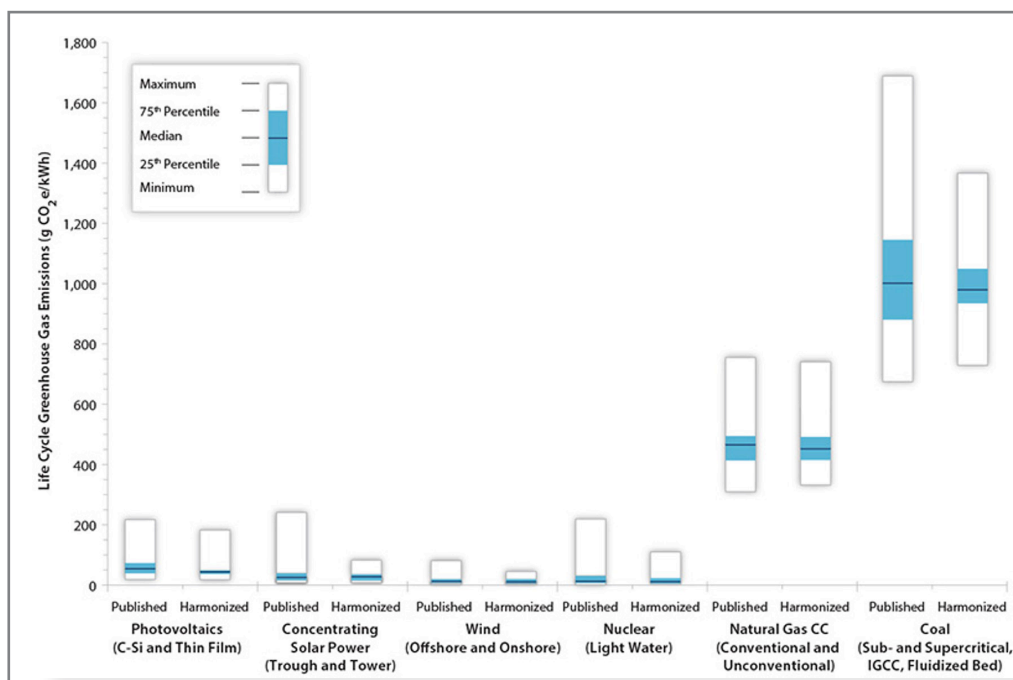 1,800
1,600
1,400
1,200
1,000
800
600
400
200
0
Life Cycle Greenhouse Gas Emissions (g CO2e/kWh)
Maximum
75th Percentile
Median
25th Percentile
Minimum
Published Harmonized Published Harmonized Published Harmonized Published Harmonized Published Harmonized Published Harmonized
Photovoltaics
(C-Si and Thin Film)
Concentrating
Solar Power
(Trough and Tower)
Wind
(Offshore and Onshore)
Nuclear
(Light Water)
Natural Gas CC
(Conventional and
Unconventional)
Coal
(Sub- and Supercritical,
IGCC, Fluidized Bed)